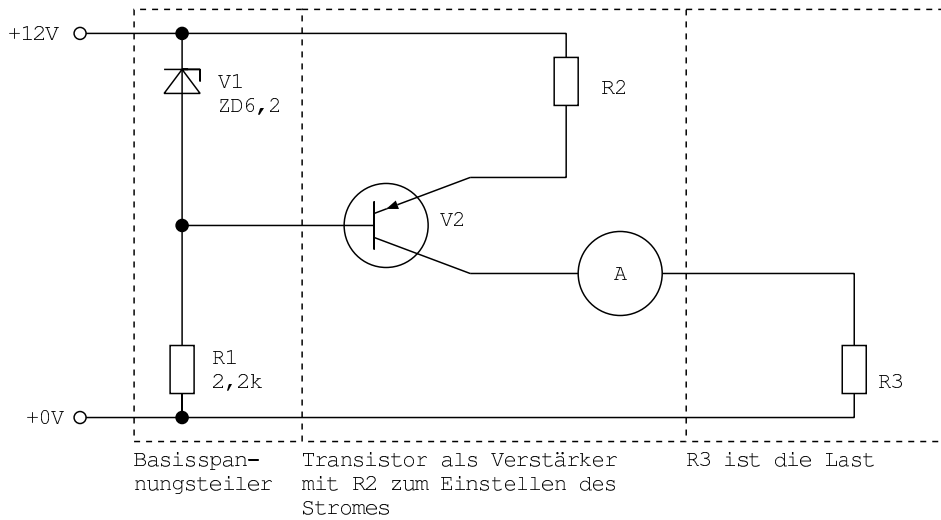 +12V
V1
ZD6,2
R2
V2
A
R1
2,2k
R3
+0V
Basisspan-
nungsteiler
Transistor als Verstärker
mit R2 zum Einstellen des
Stromes
R3 ist die Last